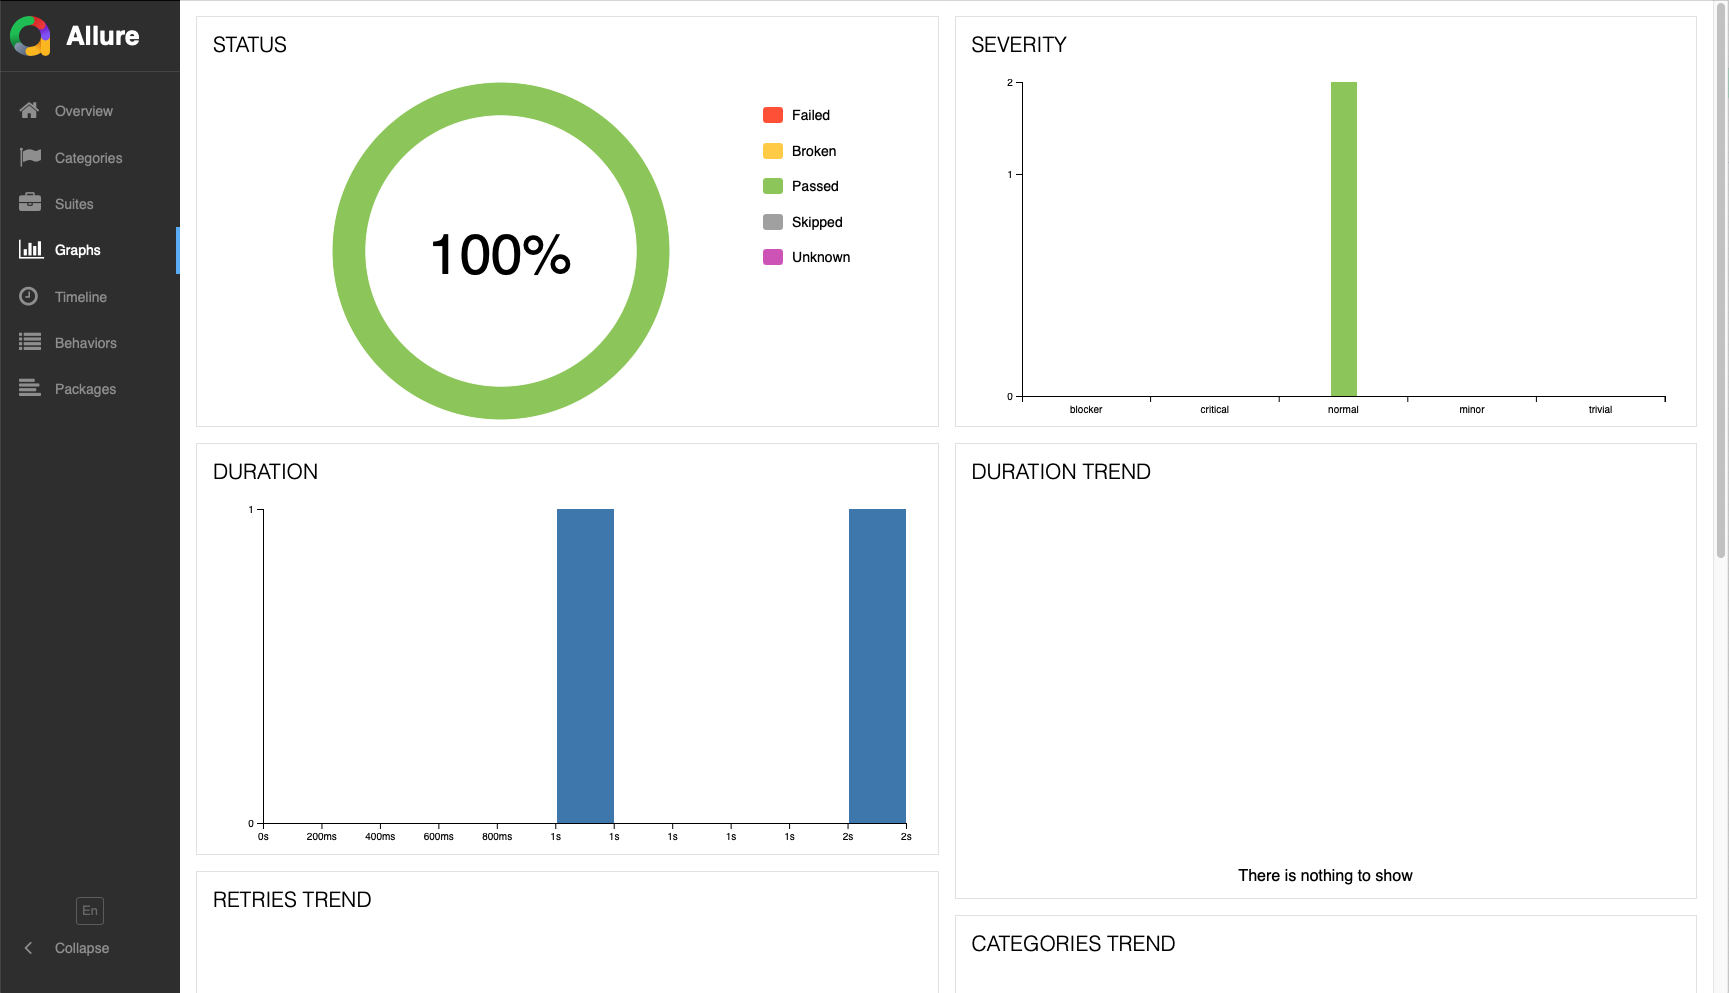 Allure
Overview
Categories
Suites
Graphs
Timeline
Behaviors
Packages
En
Collapse
STATUS
100%
Failed
Broken
Passed
Skipped
Unknown
SEVERITY
2
1
0
blocker critical normal minor trivial
DURATION
1
0
0s 200ms 400ms 600ms 800ms 1s 1s 1s 1s 1s 2s 2s
DURATION TREND
There is nothing to show
RETRIES TREND
CATEGORIES TREND